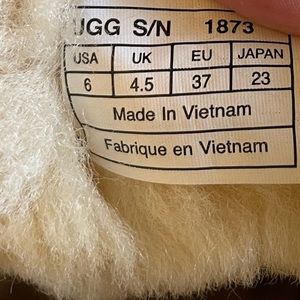 UGG S/N 1873
USA UK EU JAPAN
6 4.5 37 23
Made In Vietnam
Fabrique en Vietnam